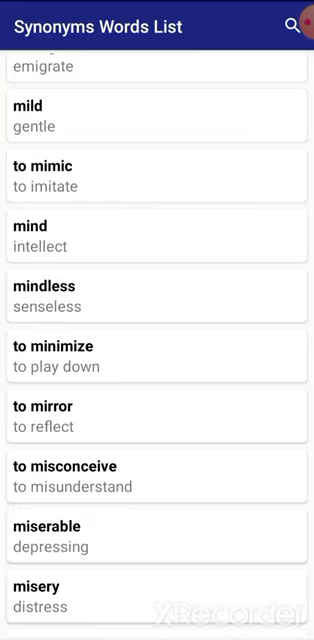 Synonyms Words List
emigrate
mild
gentle
to mimic
to imitate
mind
intellect
mindless
senseless
to minimize
to play down
to mirror
to reflect
to misconceive
to misunderstand
miserable
depressing
misery
distress
XRecorder